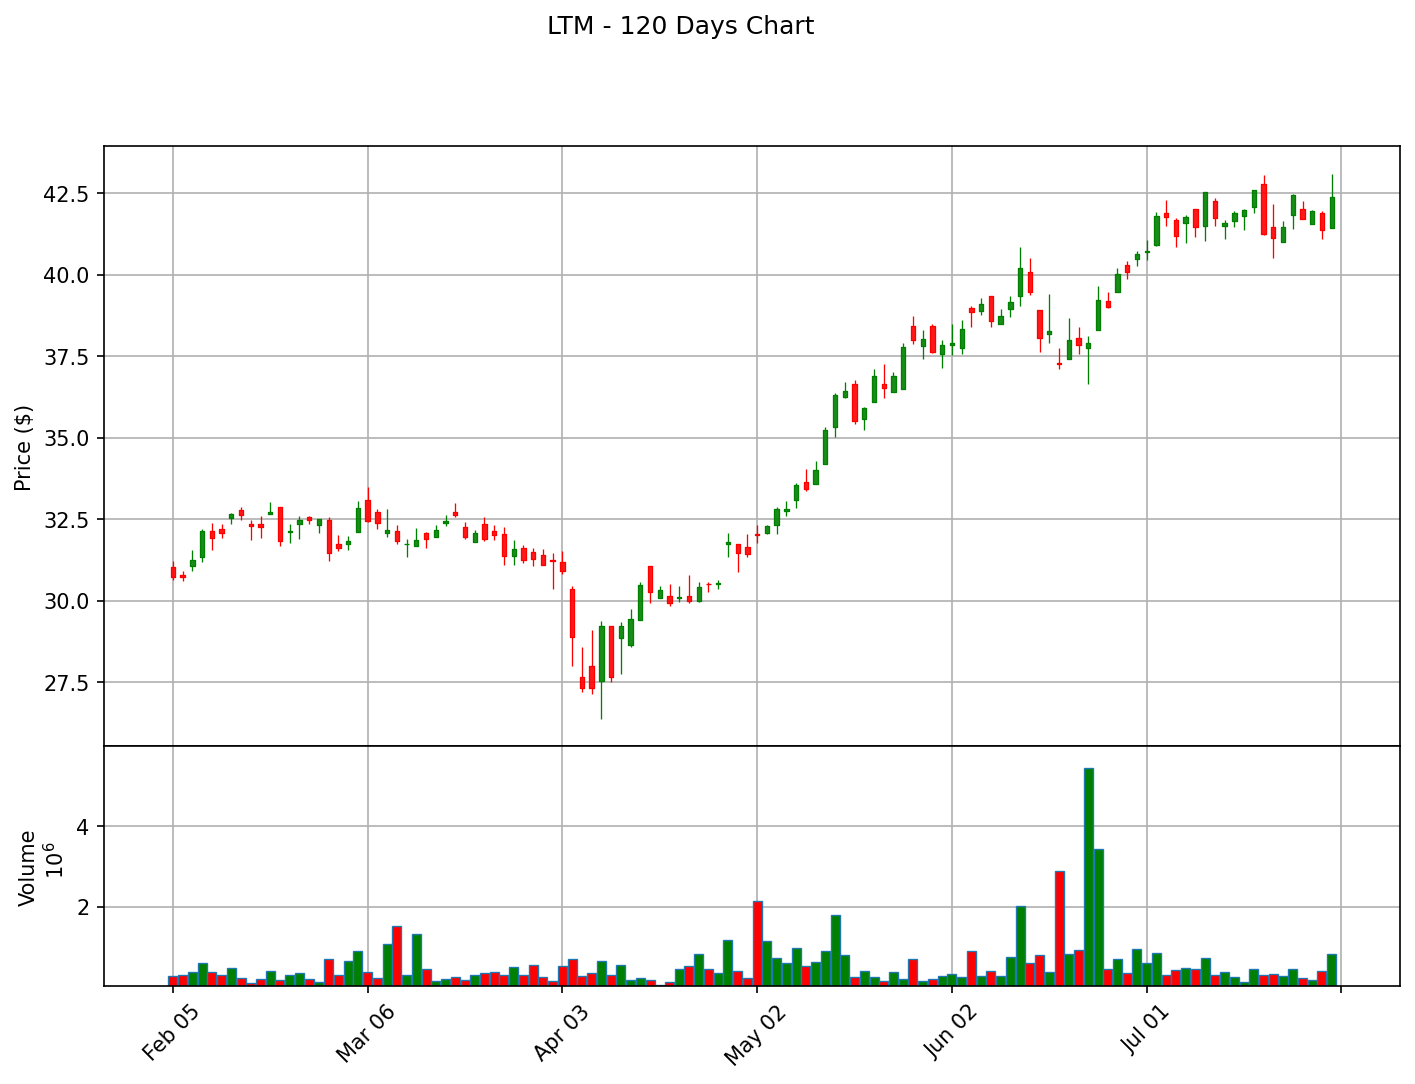 LTM - 120 Days Chart
42.5
40.0
37.5
35.0
32.5
30.0
27.5
Price ($)
4
2
Volume
10^6
Feb 05
Mar 06
Apr 03
May 02
Jun 02
Jul 01